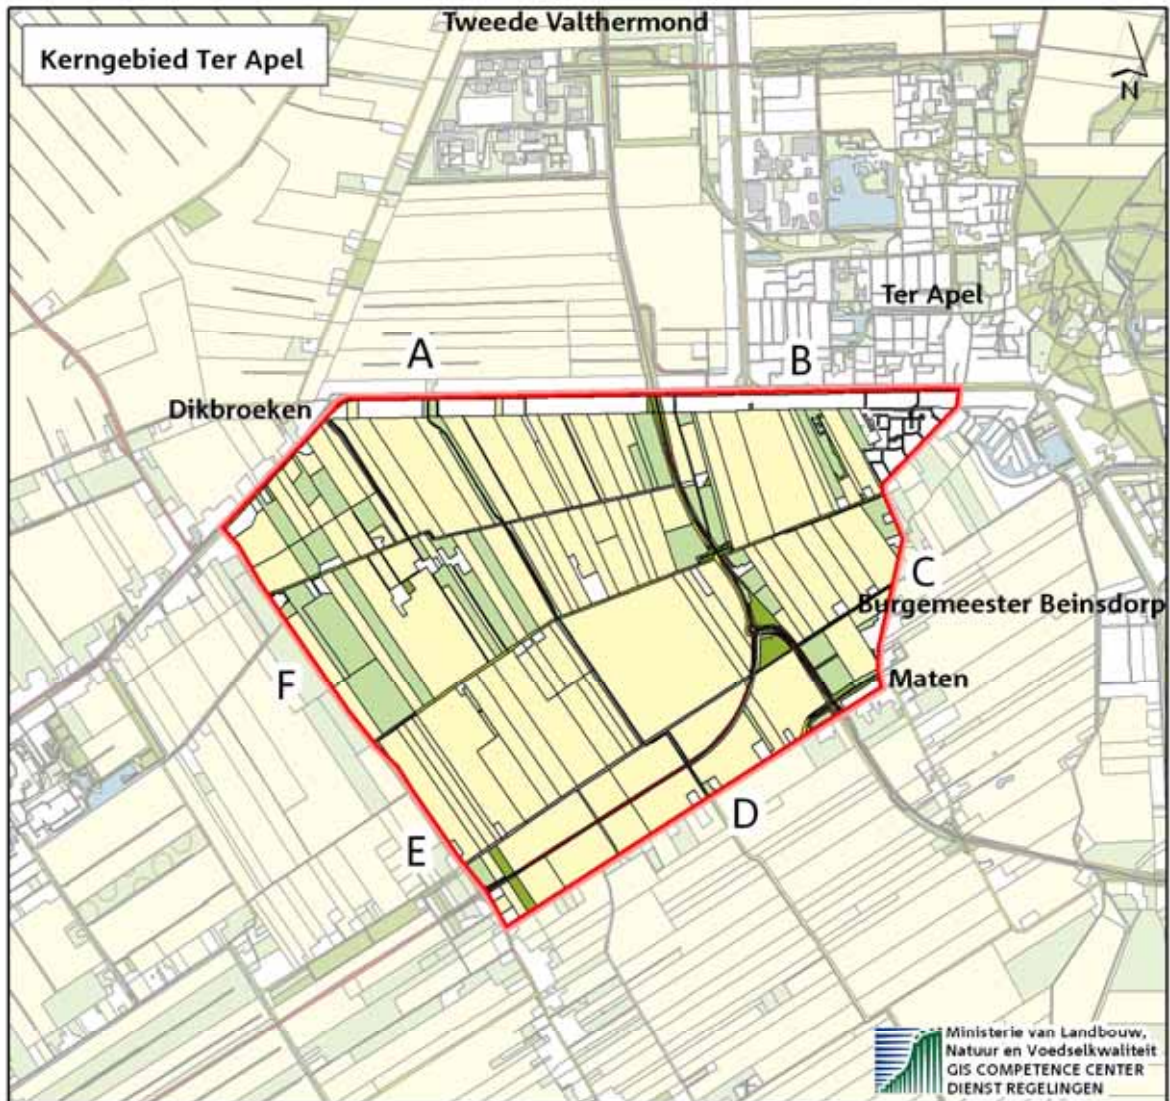 Tweede Valthermond
Kerngebied Ter Apel
N
Ter Apel
A
B
Dikbroeken
C
Burgemeester Beinsdorp
F
Maten
D
E
Ministerie van Landbouw,
Natuur en Voedselkwaliteit
GIS COMPETENCE CENTER
DIENST REGELINGEN